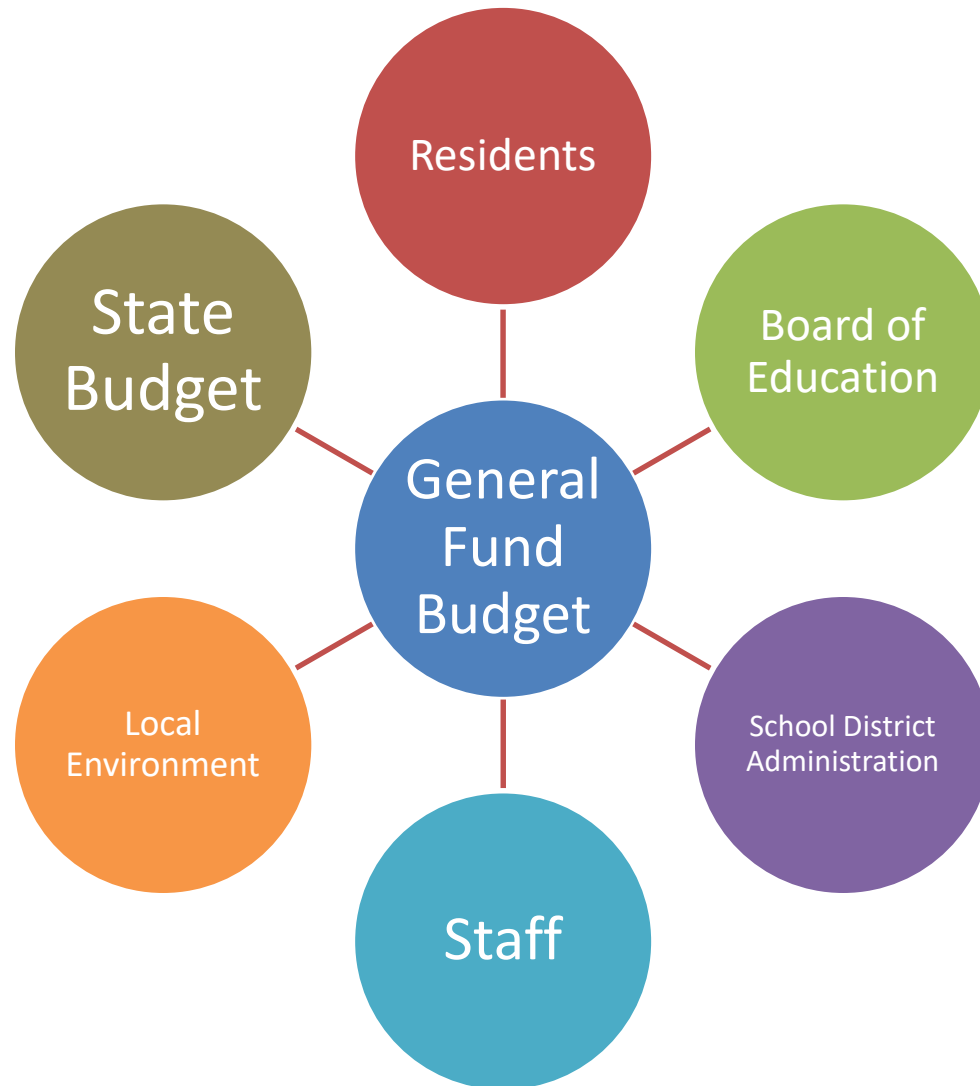 Residents
State
Budget
Board of
Education
General
Fund
Budget
Local
Environment
School District
Administration
Staff